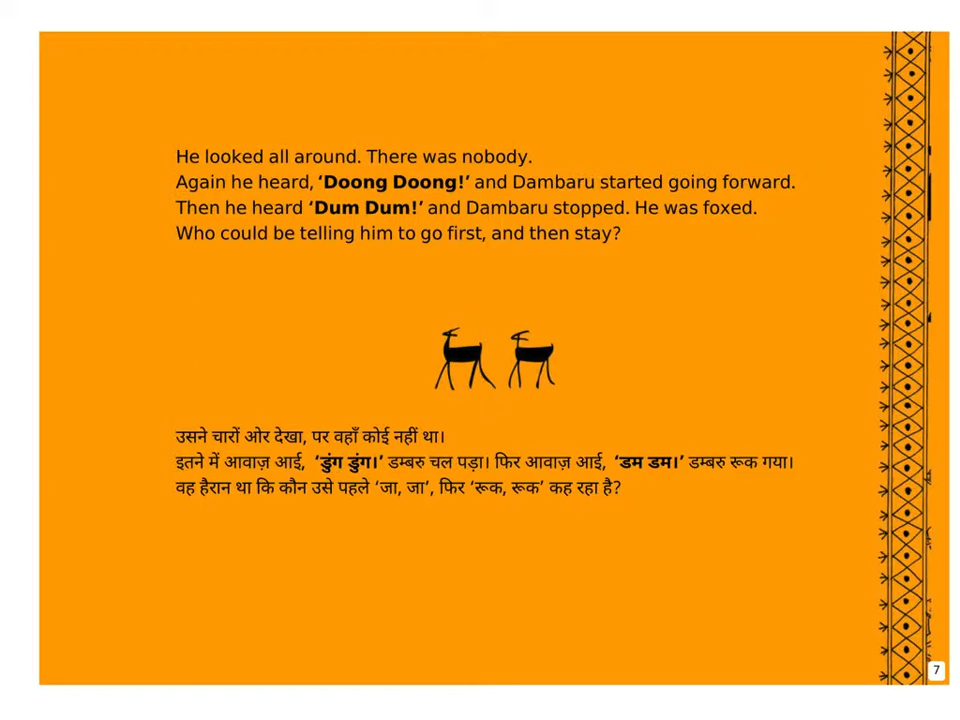 He looked all around. There was nobody.
Again he heard, ‘Doong Doong!’ and Dambaru started going forward.
Then he heard ‘Dum Dum!’ and Dambaru stopped. He was foxed.
Who could be telling him to go first, and then stay?
उसने चारों ओर देखा, पर वहाँ कोई नहीं था।
इतने में आवाज़ आई, ‘डुंग डुंग।’ डम्बरु चल पड़ा। फिर आवाज़ आई, ‘डम डम।’ डम्बरु रूक गया।
वह हैरान था कि कौन उसे पहले ‘जा, जा’, फिर ‘रूक, रूक’ कह रहा है?
7